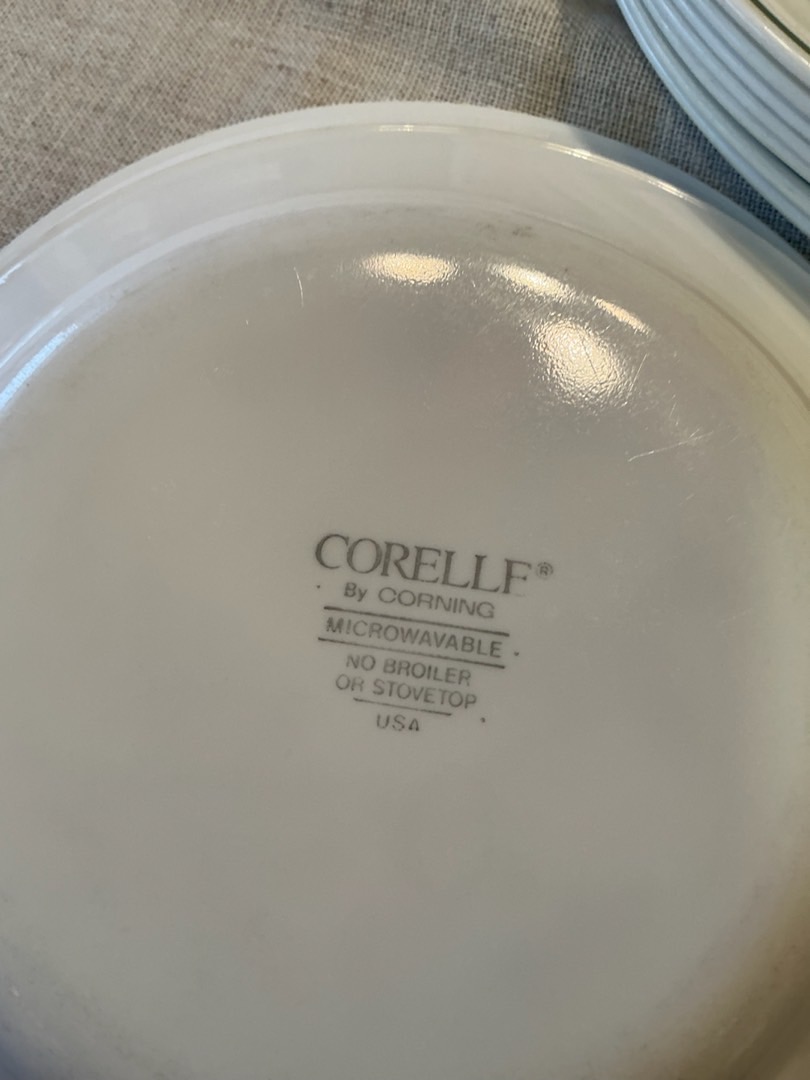 CORELLE®
By CORNING
MICROWAVABLE
NO BROILER
OR STOVETOP
USA